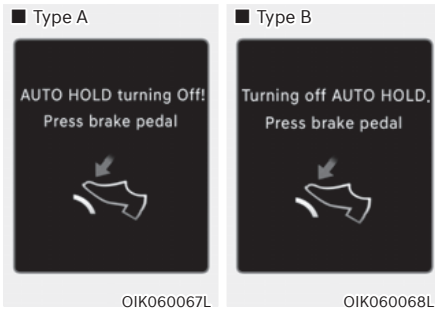 ■ Type A
AUTO HOLD turning Off!
Press brake pedal
OIK060067L
■ Type B
Turning off AUTO HOLD.
Press brake pedal
OIK060068L